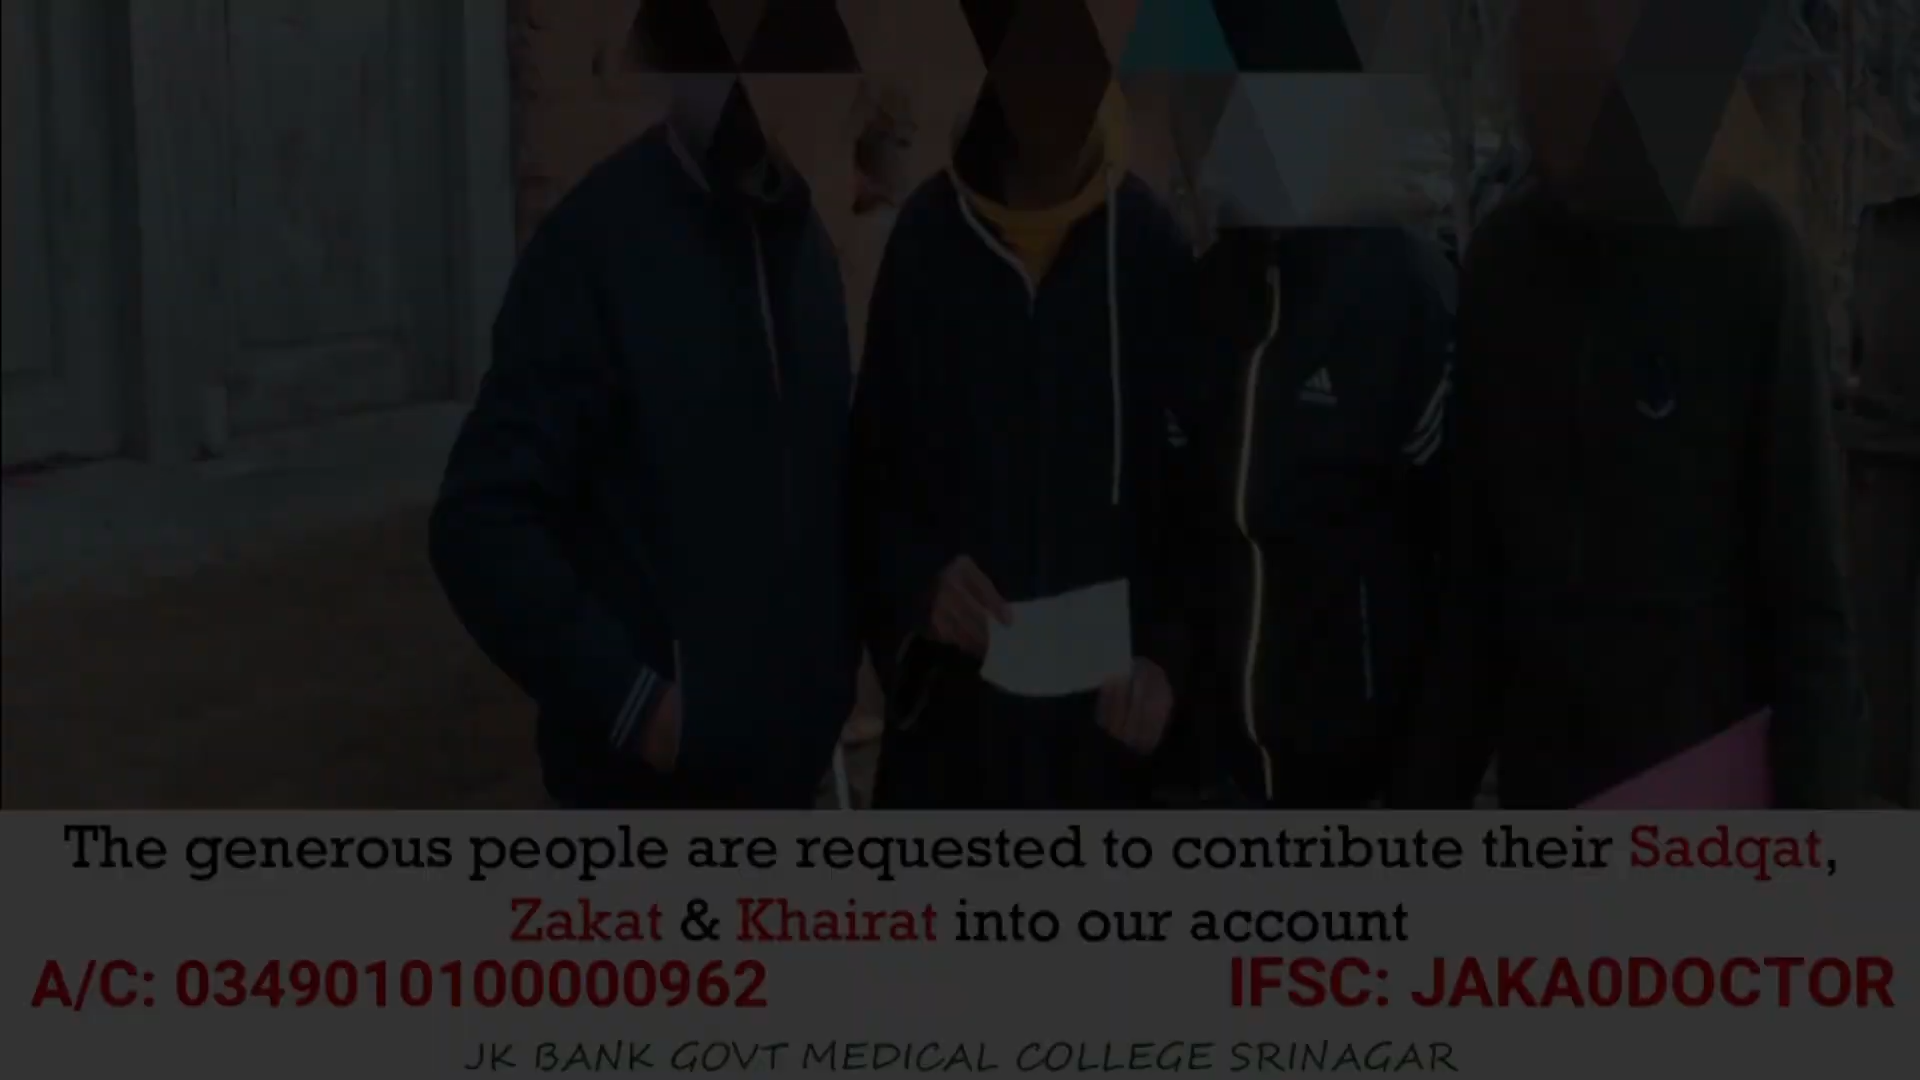 The generous people are requested to contribute their Sadqat,
Zakat & Khairat into our account
A/C: 0349010100000962
IFSC: JAKA0DOCTOR
JK BANK GOVT MEDICAL COLLEGE SRINAGAR